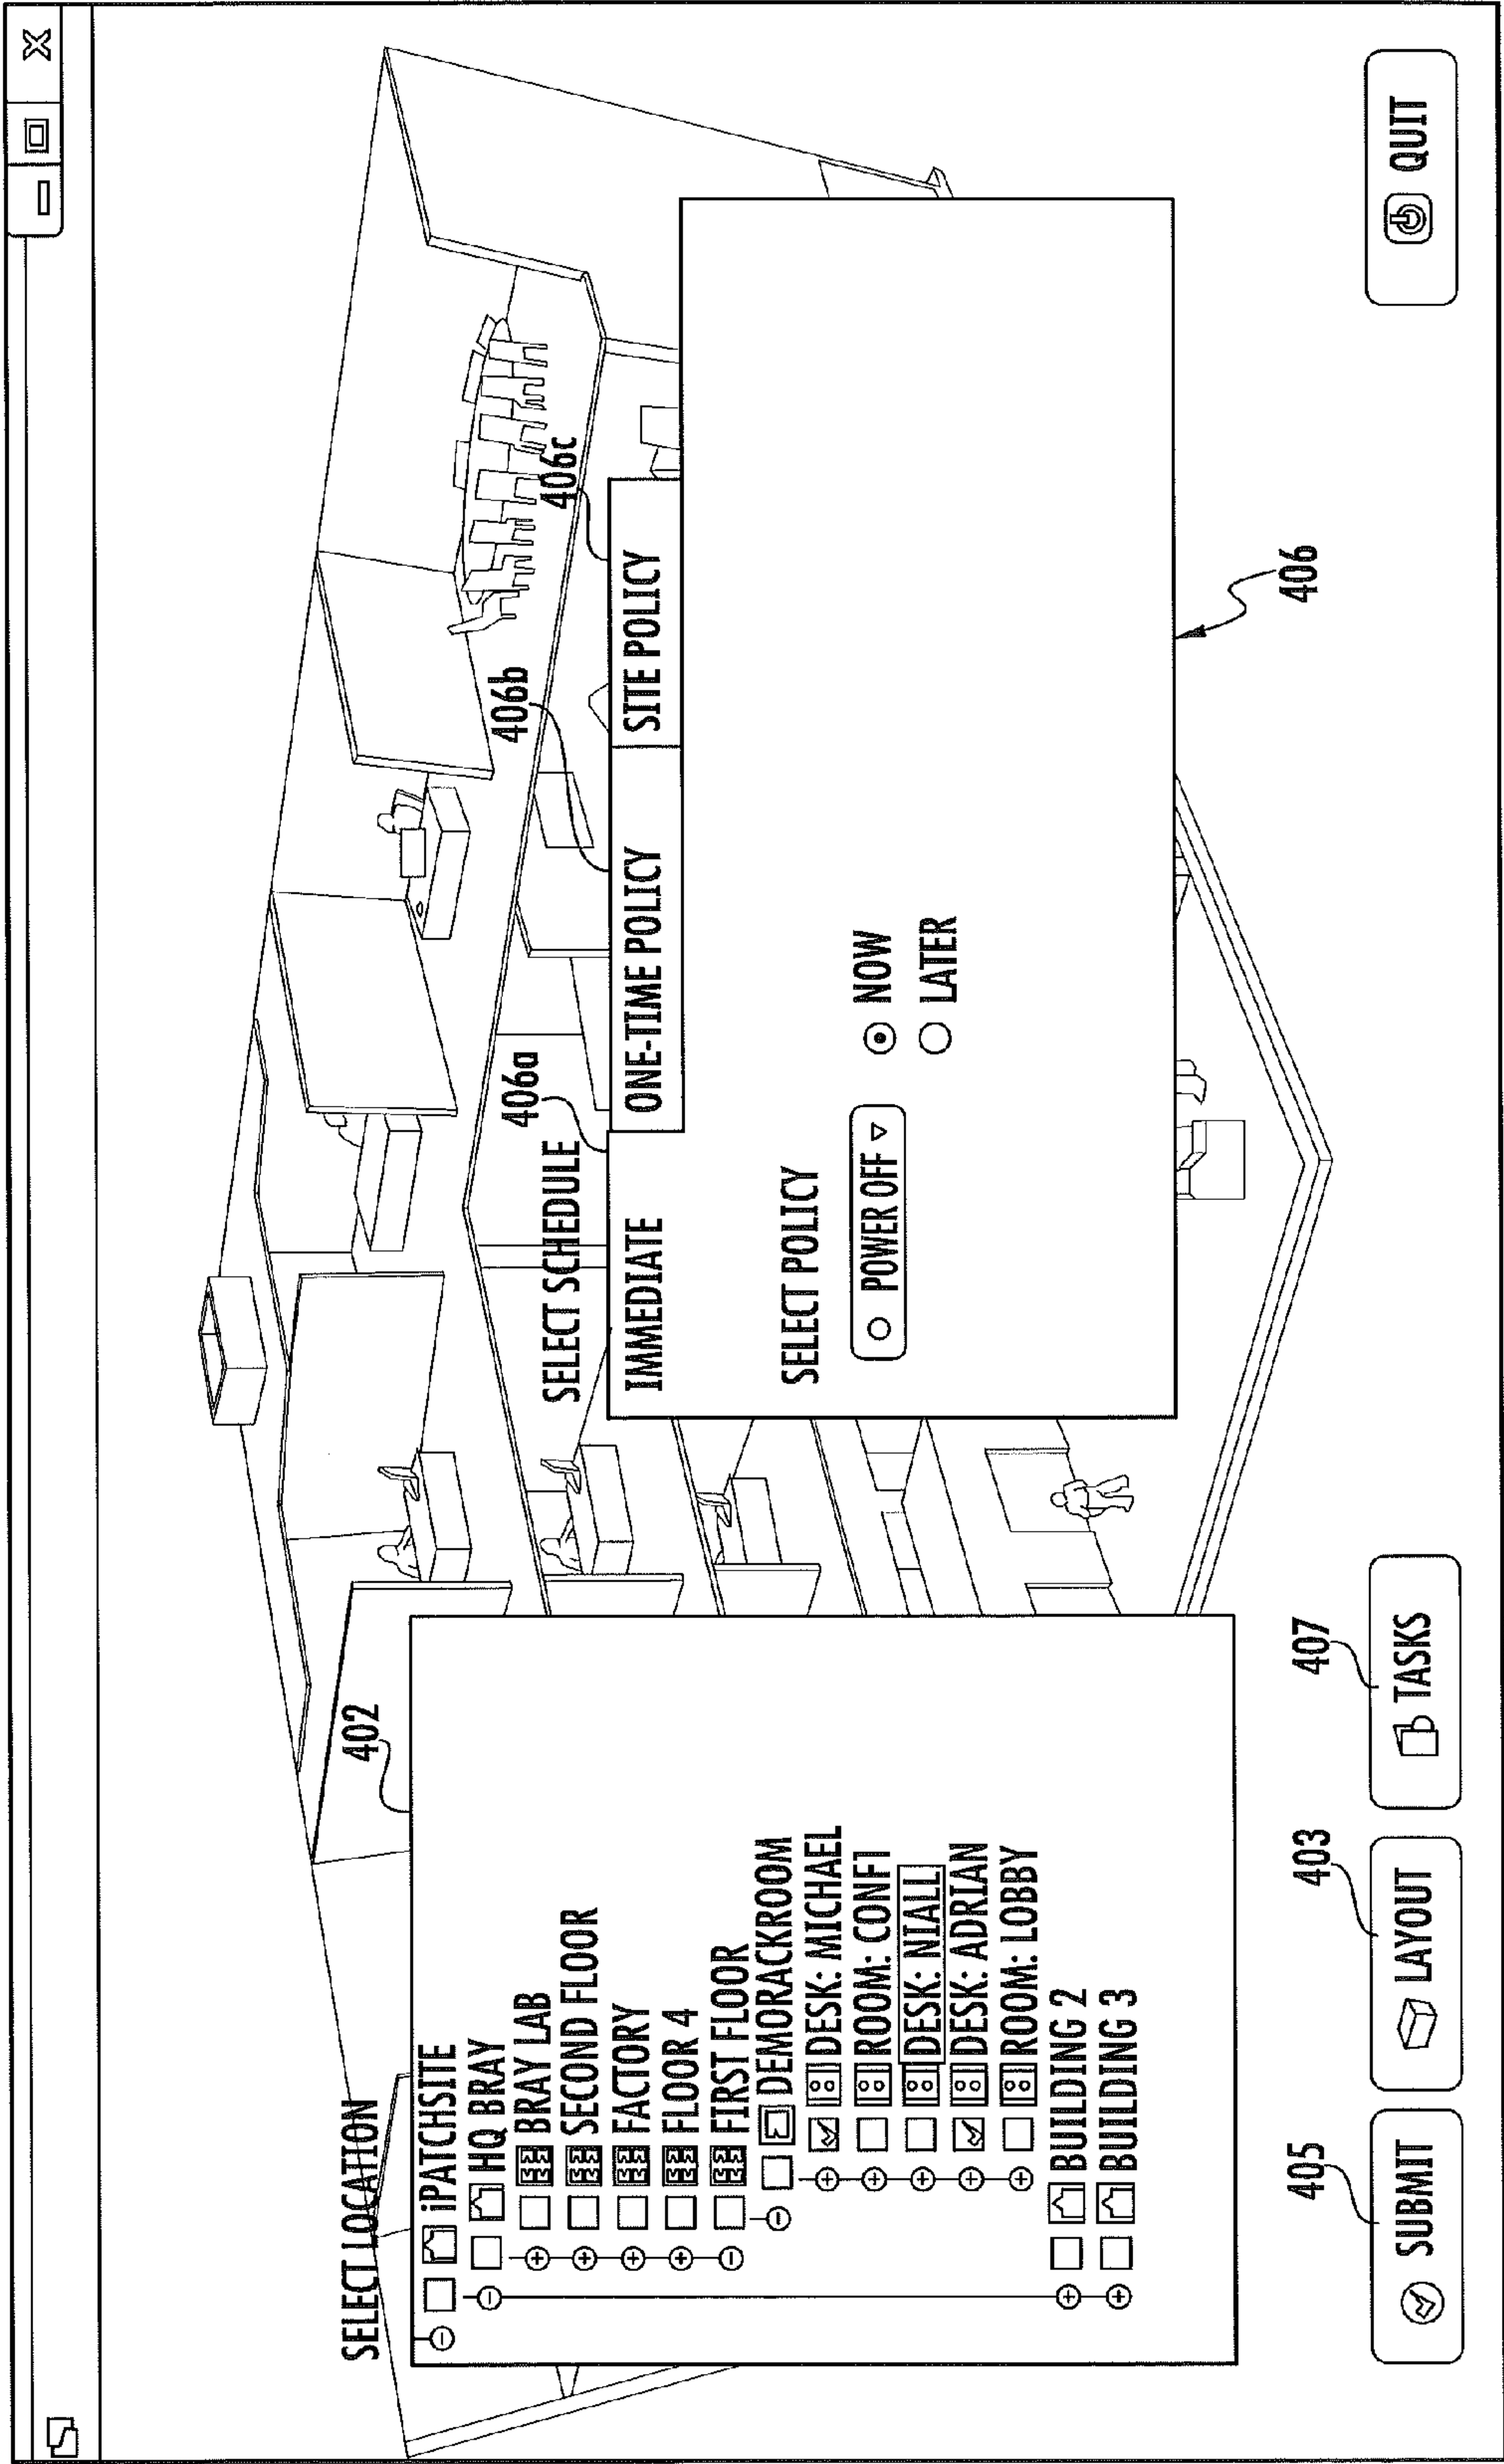 X
SELECT LOCATION
402
iPATCHSITE
HQ BRAY
BRAY LAB
SECOND FLOOR
FACTORY
FLOOR 4
FIRST FLOOR
DEMORACKROOM
DESK: MICHAEL
ROOM: CONF1
DESK: NIALL
DESK: ADRIAN
ROOM: LOBBY
BUILDING 2
BUILDING 3
SELECT SCHEDULE
406a
406b
406c
IMMEDIATE
ONE-TIME POLICY
SITE POLICY
SELECT POLICY
POWER OFF
NOW
LATER
406
405
403
407
SUBMIT
LAYOUT
TASKS
QUIT